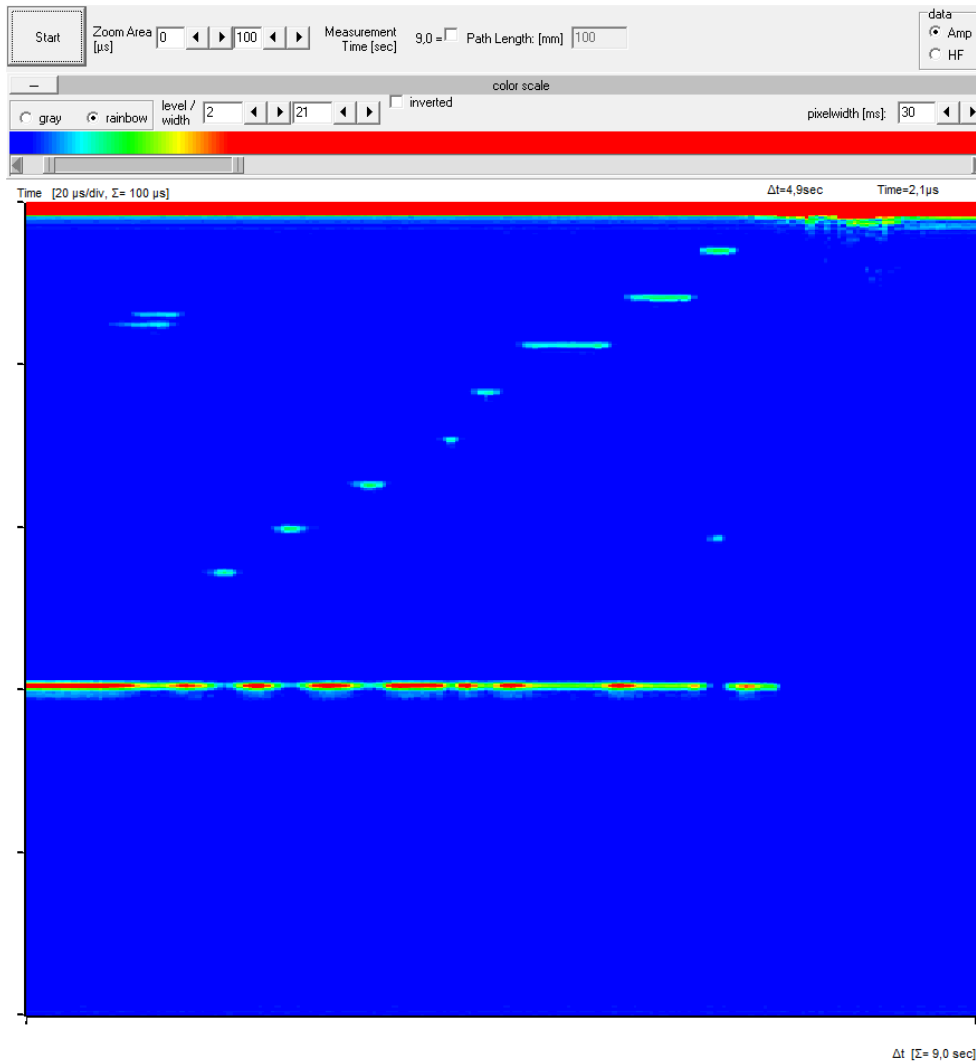 Start
Zoom Area [µs] 0 100
Measurement Time [sec] 9,0 =
Path Length: [mm] 100
data
Amp
HF
– color scale
gray rainbow
level / width 2 21
inverted
pixelwidth [ms]: 30
Time [20 µs/div, Σ= 100 µs] Δt=4,9sec Time=2,1µs
Δt [Σ= 9,0 sec]